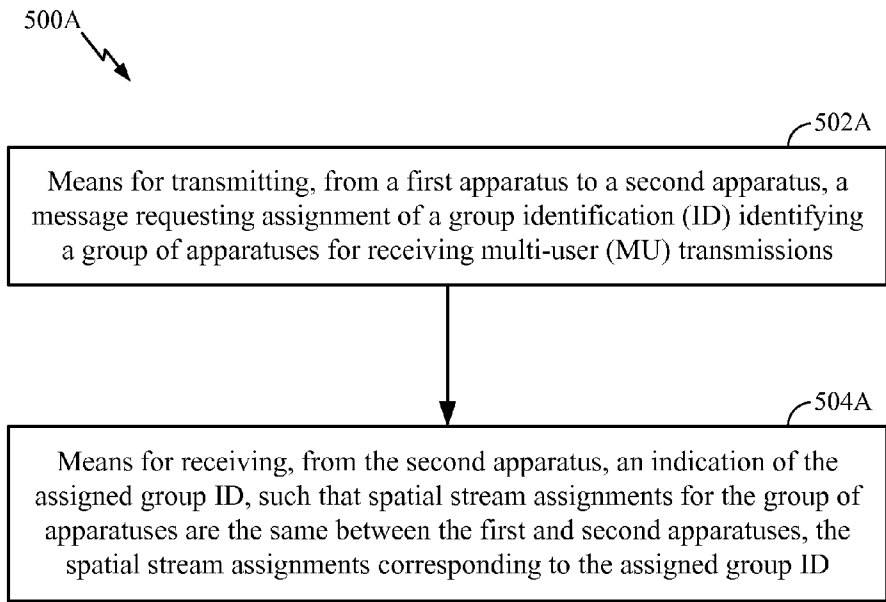 500A
502A
Means for transmitting, from a first apparatus to a second apparatus, a
message requesting assignment of a group identification (ID) identifying
a group of apparatuses for receiving multi-user (MU) transmissions
504A
Means for receiving, from the second apparatus, an indication of the
assigned group ID, such that spatial stream assignments for the group of
apparatuses are the same between the first and second apparatuses, the
spatial stream assignments corresponding to the assigned group ID